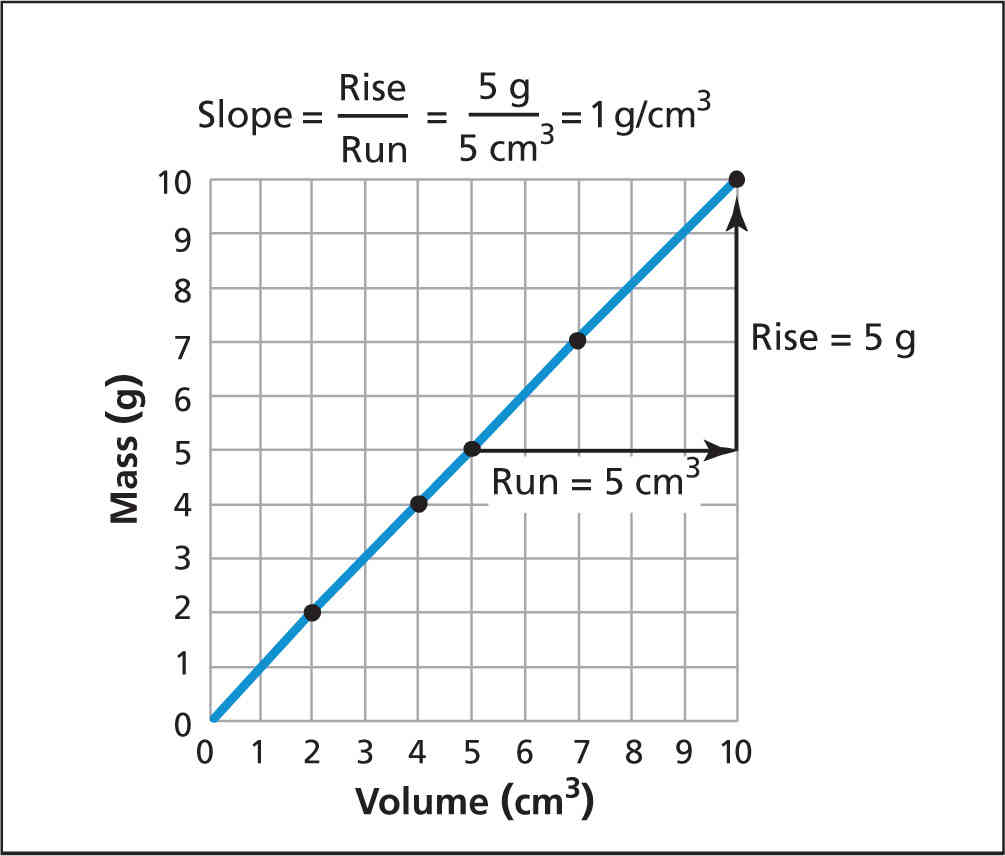 Slope = Rise/Run = 5 g/5 cm³ = 1 g/cm³
10
9
8
7
6
5
4
3
2
1
0
Mass (g)
Rise = 5 g
Run = 5 cm³
0 1 2 3 4 5 6 7 8 9 10
Volume (cm³)